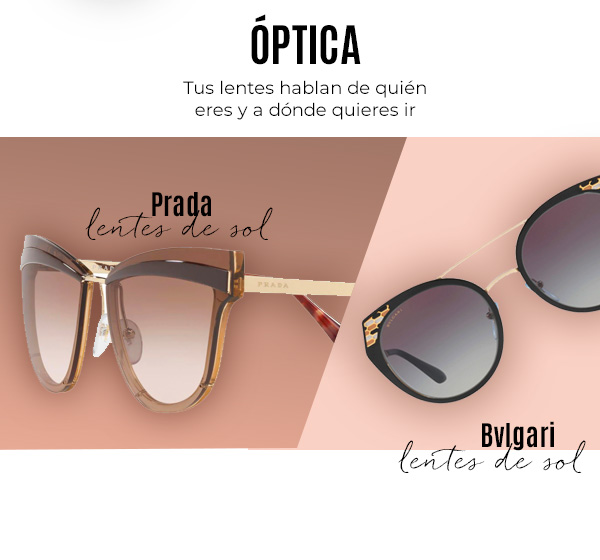 ÓPTICA
Tus lentes hablan de quién
eres y a dónde quieres ir
Prada
lentes de sol
PRADA
Bvlgari
lentes de sol